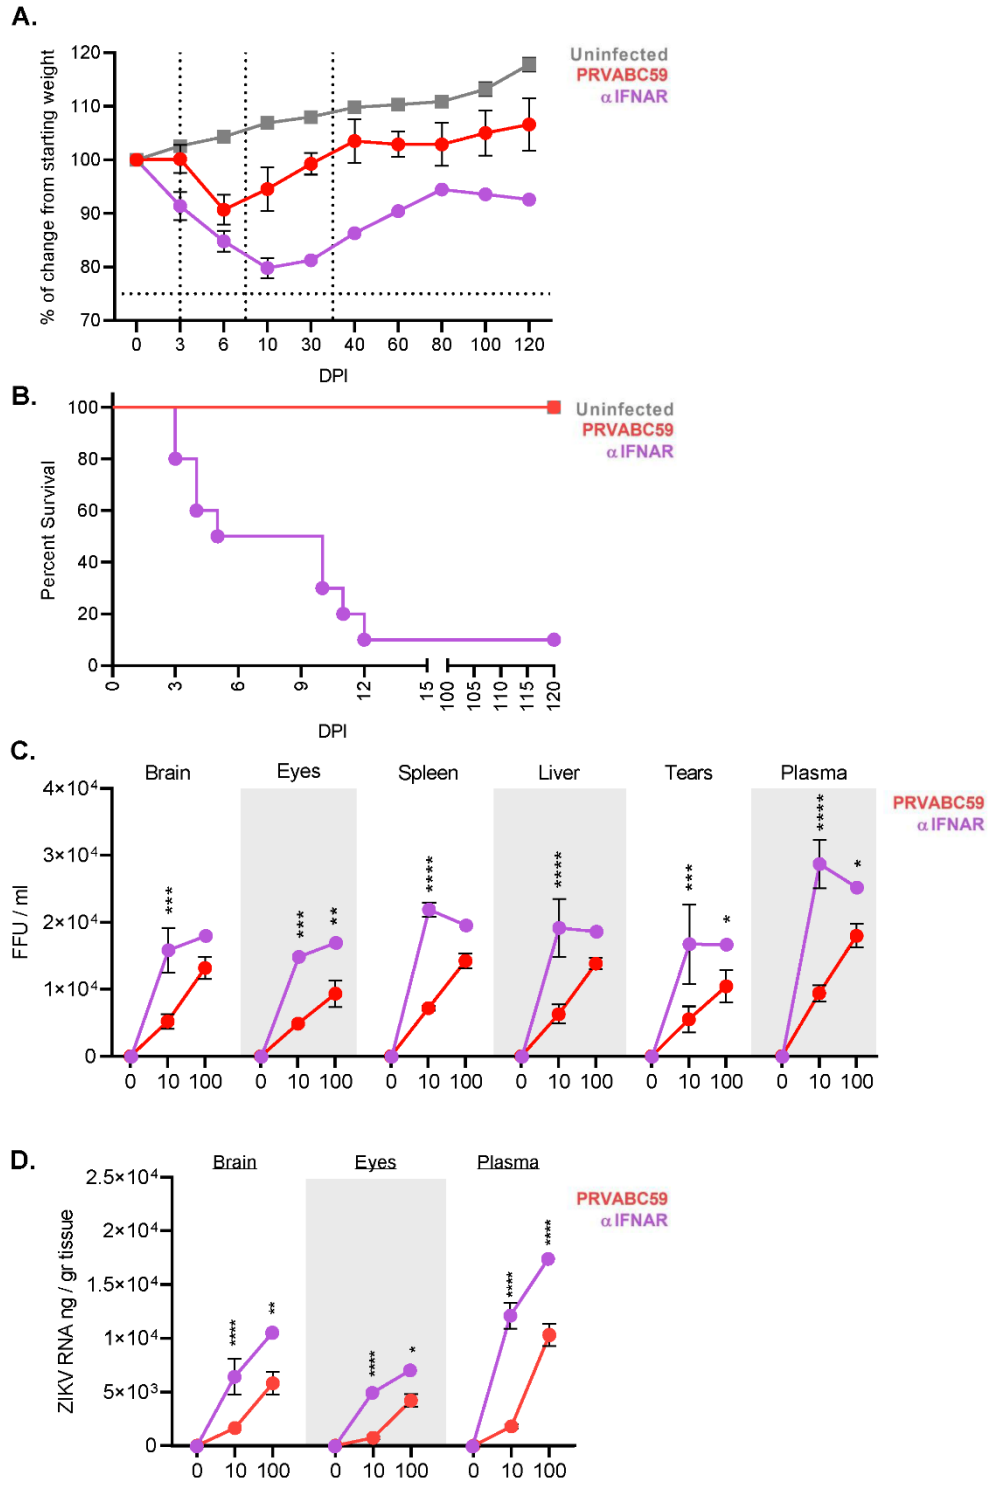 A.
120
110
100
90
80
70
% of change from starting weight
0 3 6 10 30 40 60 80 100 120
DPI
Uninfected
PRVABC59
α IFNAR
B.
100
80
60
40
20
0
Percent Survival
0 3 6 9 12 15 100 105 110 115 120
DPI
Uninfected
PRVABC59
α IFNAR
C.
Brain Eyes Spleen Liver Tears Plasma
4×10⁴
3×10⁴
2×10⁴
1×10⁴
0
FFU / ml
*** *** ** **** **** *** * **** *
0 10 100 0 10 100 0 10 100 0 10 100 0 10 100 0 10 100
PRVABC59
α IFNAR
D.
Brain Eyes Plasma
2.5×10⁴
2×10⁴
1.5×10⁴
1×10⁴
5×10³
0
ZIKV RNA ng / gr tissue
**** ** **** * **** ****
0 10 100 0 10 100 0 10 100
PRVABC59
α IFNAR